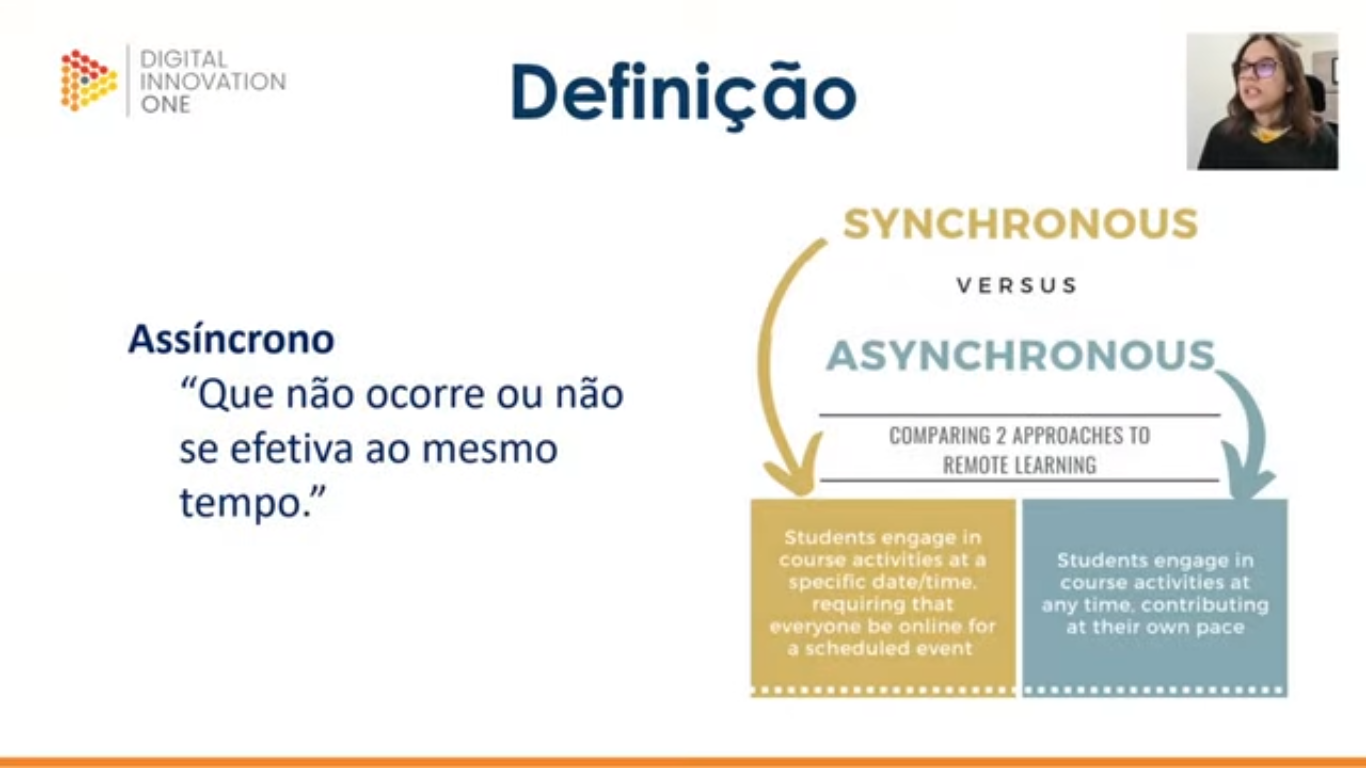 DIGITAL
INNOVATION
ONE
Definição
Assíncrono
“Que não ocorre ou não
se efetiva ao mesmo
tempo.”
SYNCHRONOUS
VERSUS
ASYNCHRONOUS
COMPARING 2 APPROACHES TO
REMOTE LEARNING
Students engage in
course activities at a
specific date/time,
requiring that
everyone be online for
a scheduled event
Students engage in
course activities at
any time, contributing
at their own pace